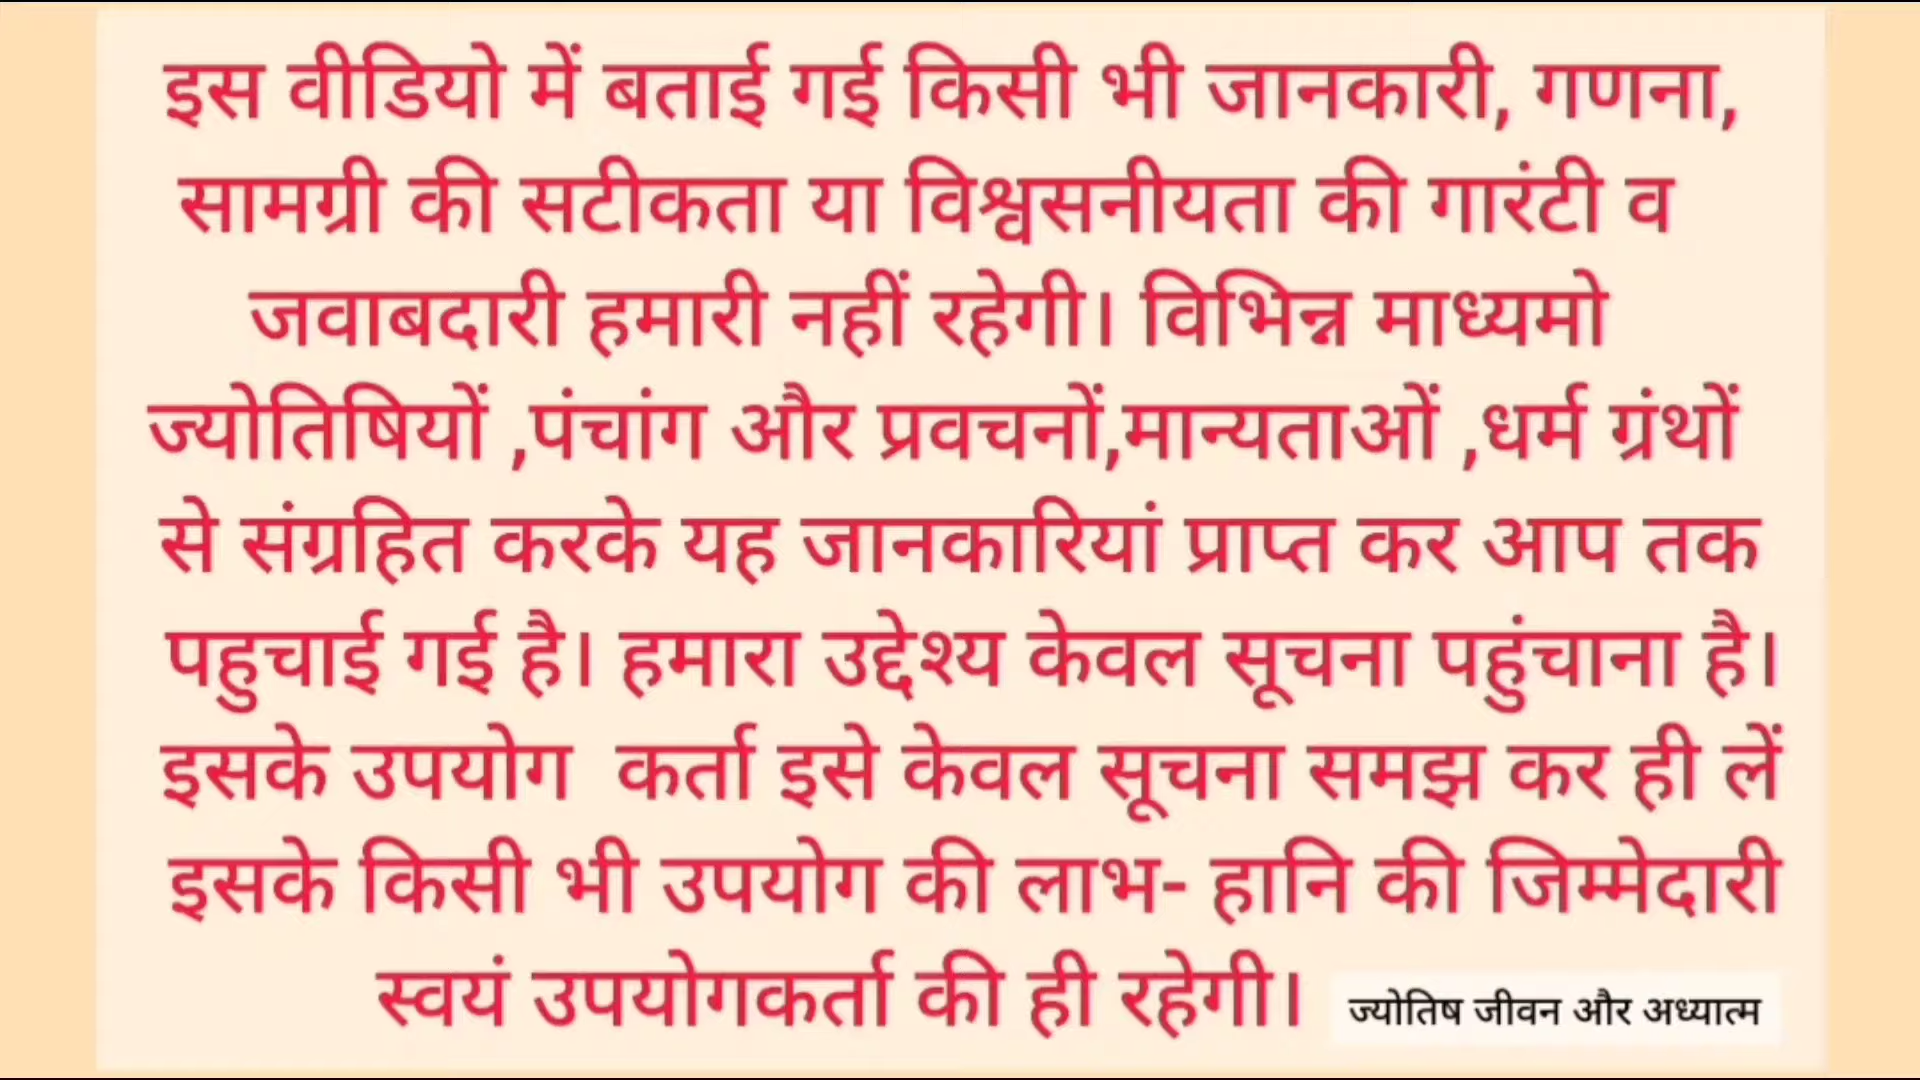 इस वीडियो में बताई गई किसी भी जानकारी, गणना,
सामग्री की सटीकता या विश्वसनीयता की गारंटी व
जवाबदारी हमारी नहीं रहेगी। विभिन्न माध्यमो
ज्योतिषियों ,पंचांग और प्रवचनों,मान्यताओं ,धर्म ग्रंथों
से संग्रहित करके यह जानकारियां प्राप्त कर आप तक
पहुचाई गई है। हमारा उद्देश्य केवल सूचना पहुंचाना है।
इसके उपयोग  कर्ता इसे केवल सूचना समझ कर ही लें
इसके किसी भी उपयोग की लाभ- हानि की जिम्मेदारी
स्वयं उपयोगकर्ता की ही रहेगी।
ज्योतिष जीवन और अध्यात्म